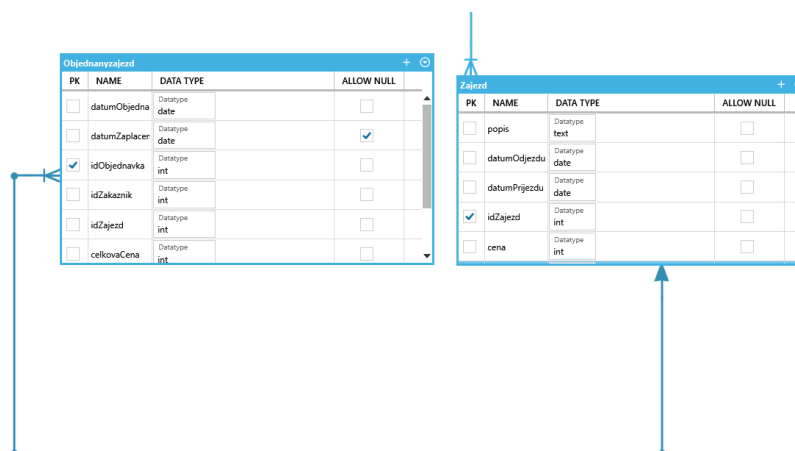 Objednanyzajezd
PK NAME DATA TYPE ALLOW NULL
datumObjedna Datatype date
datumZaplacen Datatype date
idObjednavka Datatype int
idZakaznik Datatype int
idZajezd Datatype int
celkovaCena Datatype int
Zajezd
PK NAME DATA TYPE ALLOW NULL
popis Datatype text
datumOdjezdu Datatype date
datumPrijezdu Datatype date
idZajezd Datatype int
cena Datatype int